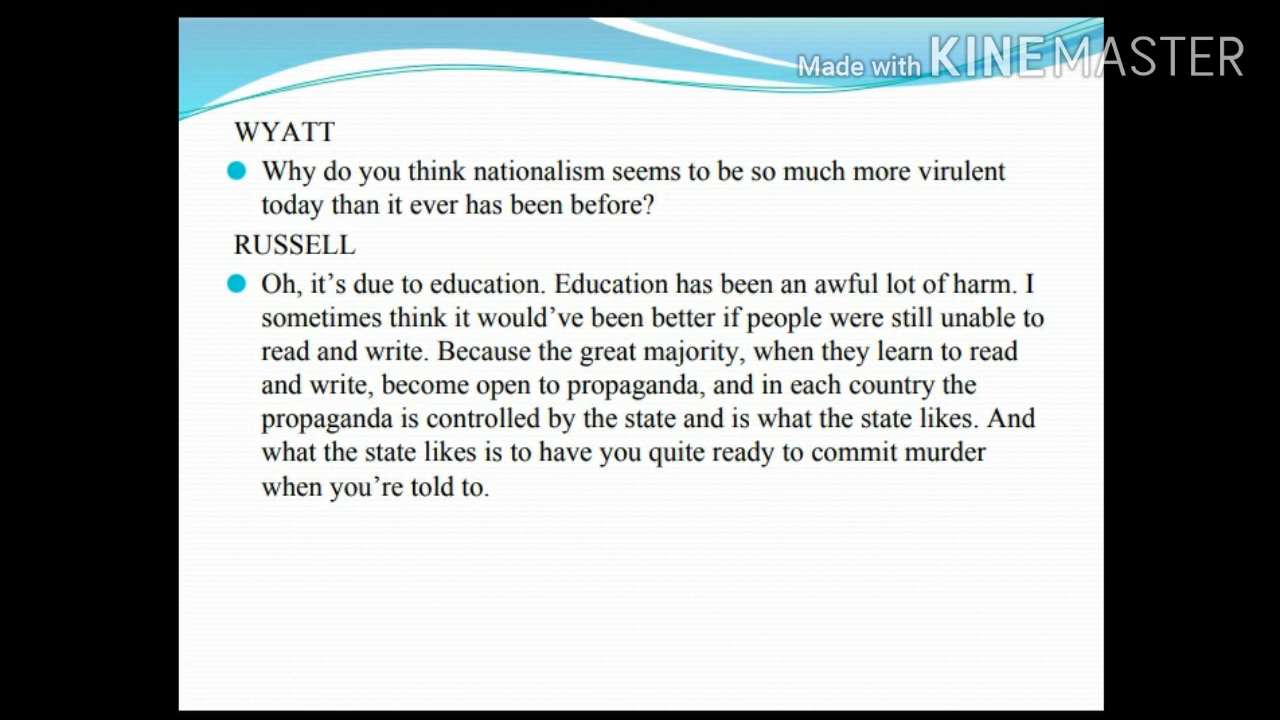 Made with KINEMASTER
WYATT
Why do you think nationalism seems to be so much more virulent
today than it ever has been before?
RUSSELL
Oh, it's due to education. Education has been an awful lot of harm. I
sometimes think it would've been better if people were still unable to
read and write. Because the great majority, when they learn to read
and write, become open to propaganda, and in each country the
propaganda is controlled by the state and is what the state likes. And
what the state likes is to have you quite ready to commit murder
when you're told to.